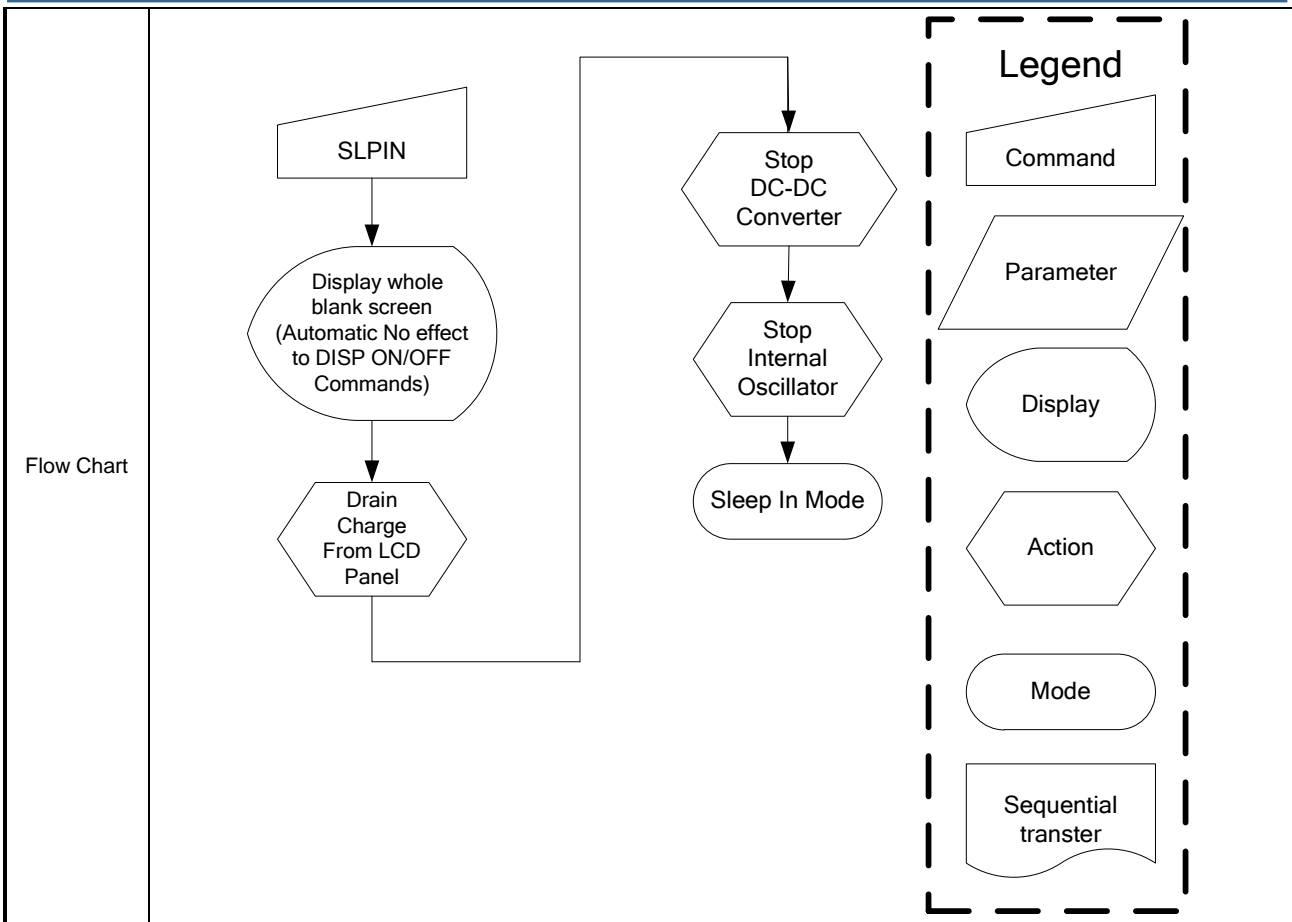 Flow Chart
SLPIN
Display whole
blank screen
(Automatic No effect
to DISP ON/OFF
Commands)
Drain
Charge
From LCD
Panel
Stop
DC-DC
Converter
Stop
Internal
Oscillator
Sleep In Mode
Legend
Command
Parameter
Display
Action
Mode
Sequential
transter